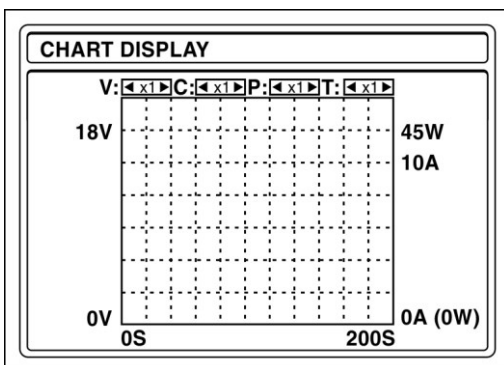 CHART DISPLAY
V: ◀ x1 ▶ C: ◀ x1 ▶ P: ◀ x1 ▶ T: ◀ x1 ▶
18V 45W
10A
0V 0A (0W)
0S 200S